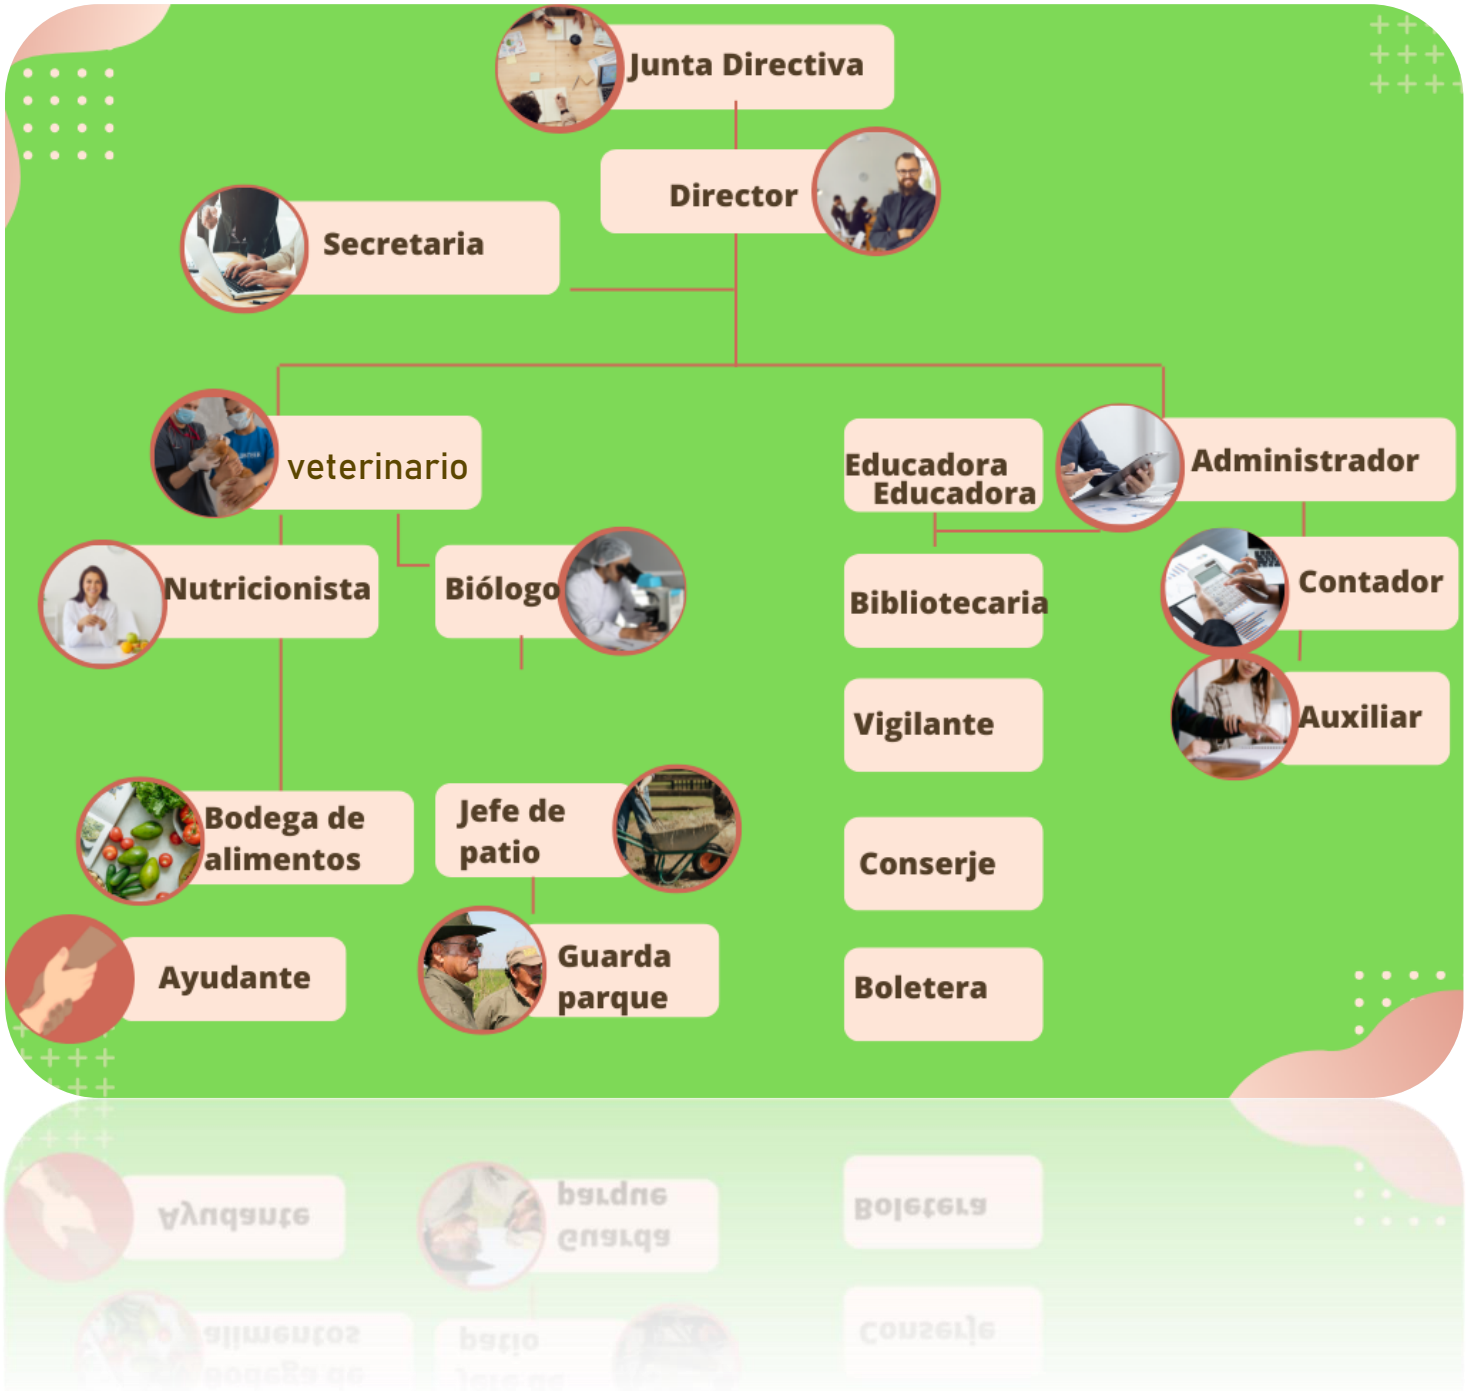 Junta Directiva
Director
Secretaria
veterinario
Educadora
Educadora
Administrador
Nutricionista
Biólogo
Bibliotecaria
Contador
Vigilante
Auxiliar
Bodega de
alimentos
Jefe de
patio
Conserje
Ayudante
Guarda
parque
Boletera